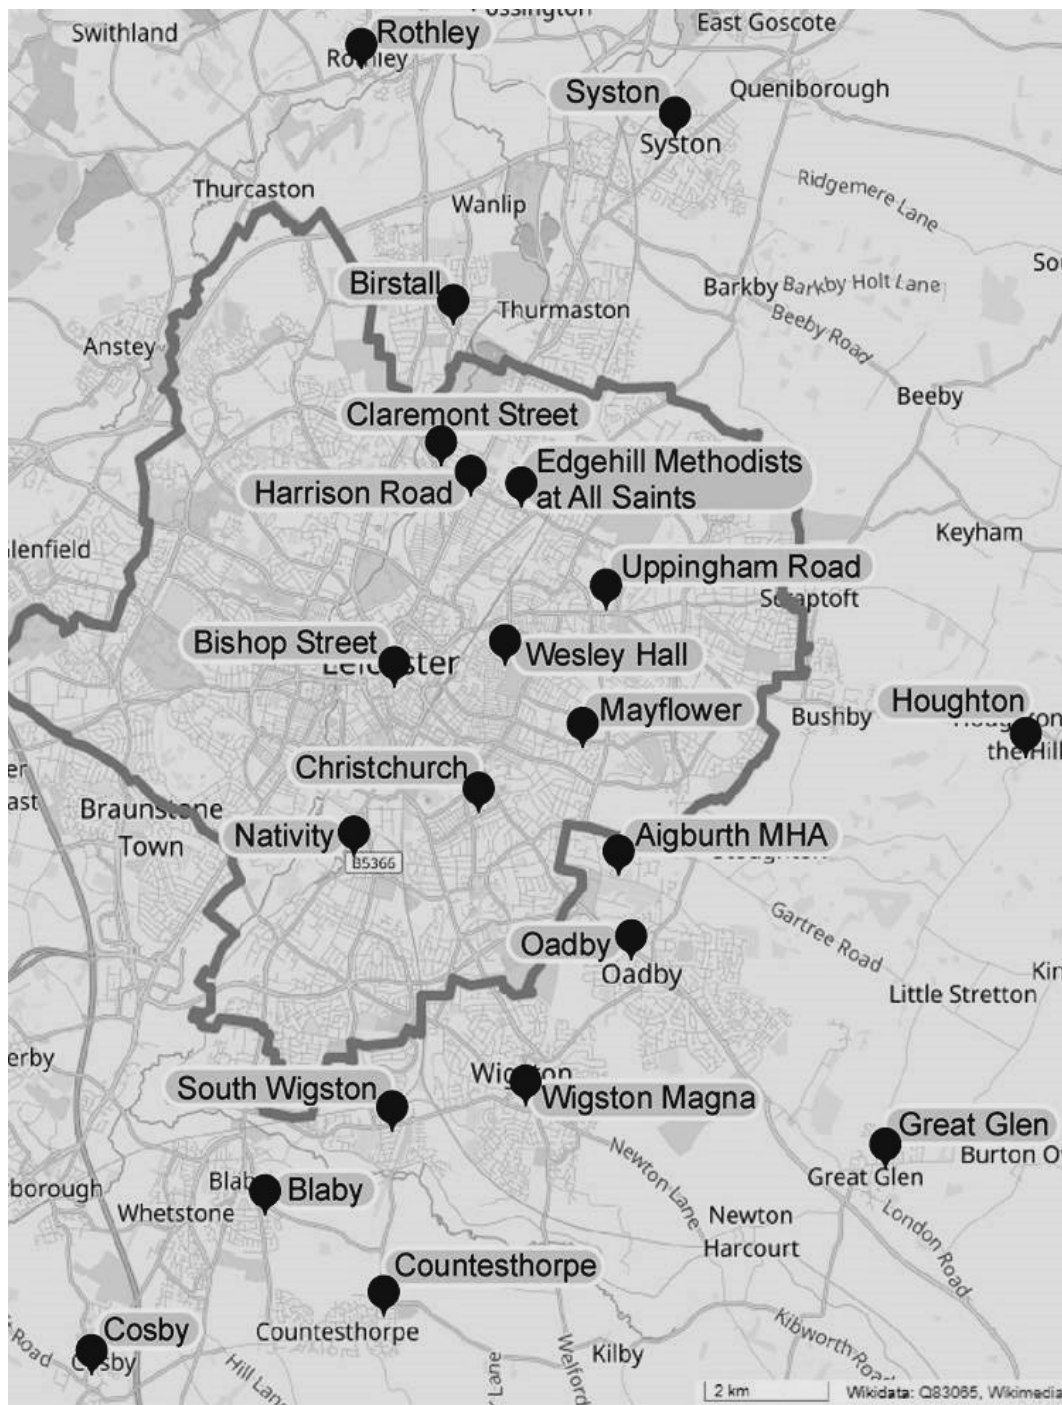 Swithland
East Goscote
Rothley
Syston
Queniborough
Syston
Thurcaston
Wanlip
Ridgemere Lane
Birstall
Thurmaston
Barkby
Barkby Holt Lane
Beeby Road
Anstey
Beeby
Claremont Street
Harrison Road
Edgehill Methodists
at All Saints
Keyham
Uppingham Road
Bishop Street
Wesley Hall
Mayflower
Houghton
Bushby
the Hill
Christchurch
Braunstone
Town
Nativity
B5366
Aigburth MHA
Gartree Road
Oadby
Oadby
Little Stretton
South Wigston
Wigston Magna
Great Glen
Great Glen
Newton Lane
Blaby
Whetstone
Newton
Harcourt
London Road
Countesthorpe
Countesthorpe
Cosby
Kilby
Kibworth Road
Hill Lane
2 km
Wikidata: Q83065, Wikimedia